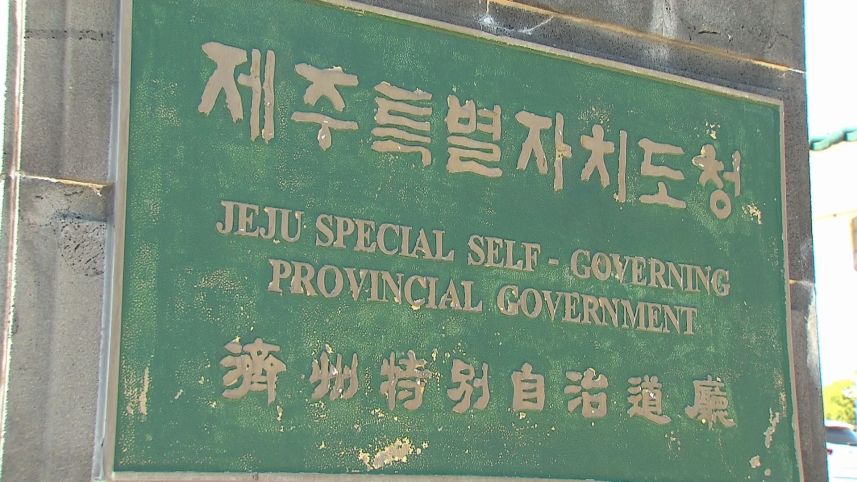 제주특별자치도청
JEJU SPECIAL SELF - GOVERNING
PROVINCIAL GOVERNMENT
濟州特別自治道廳